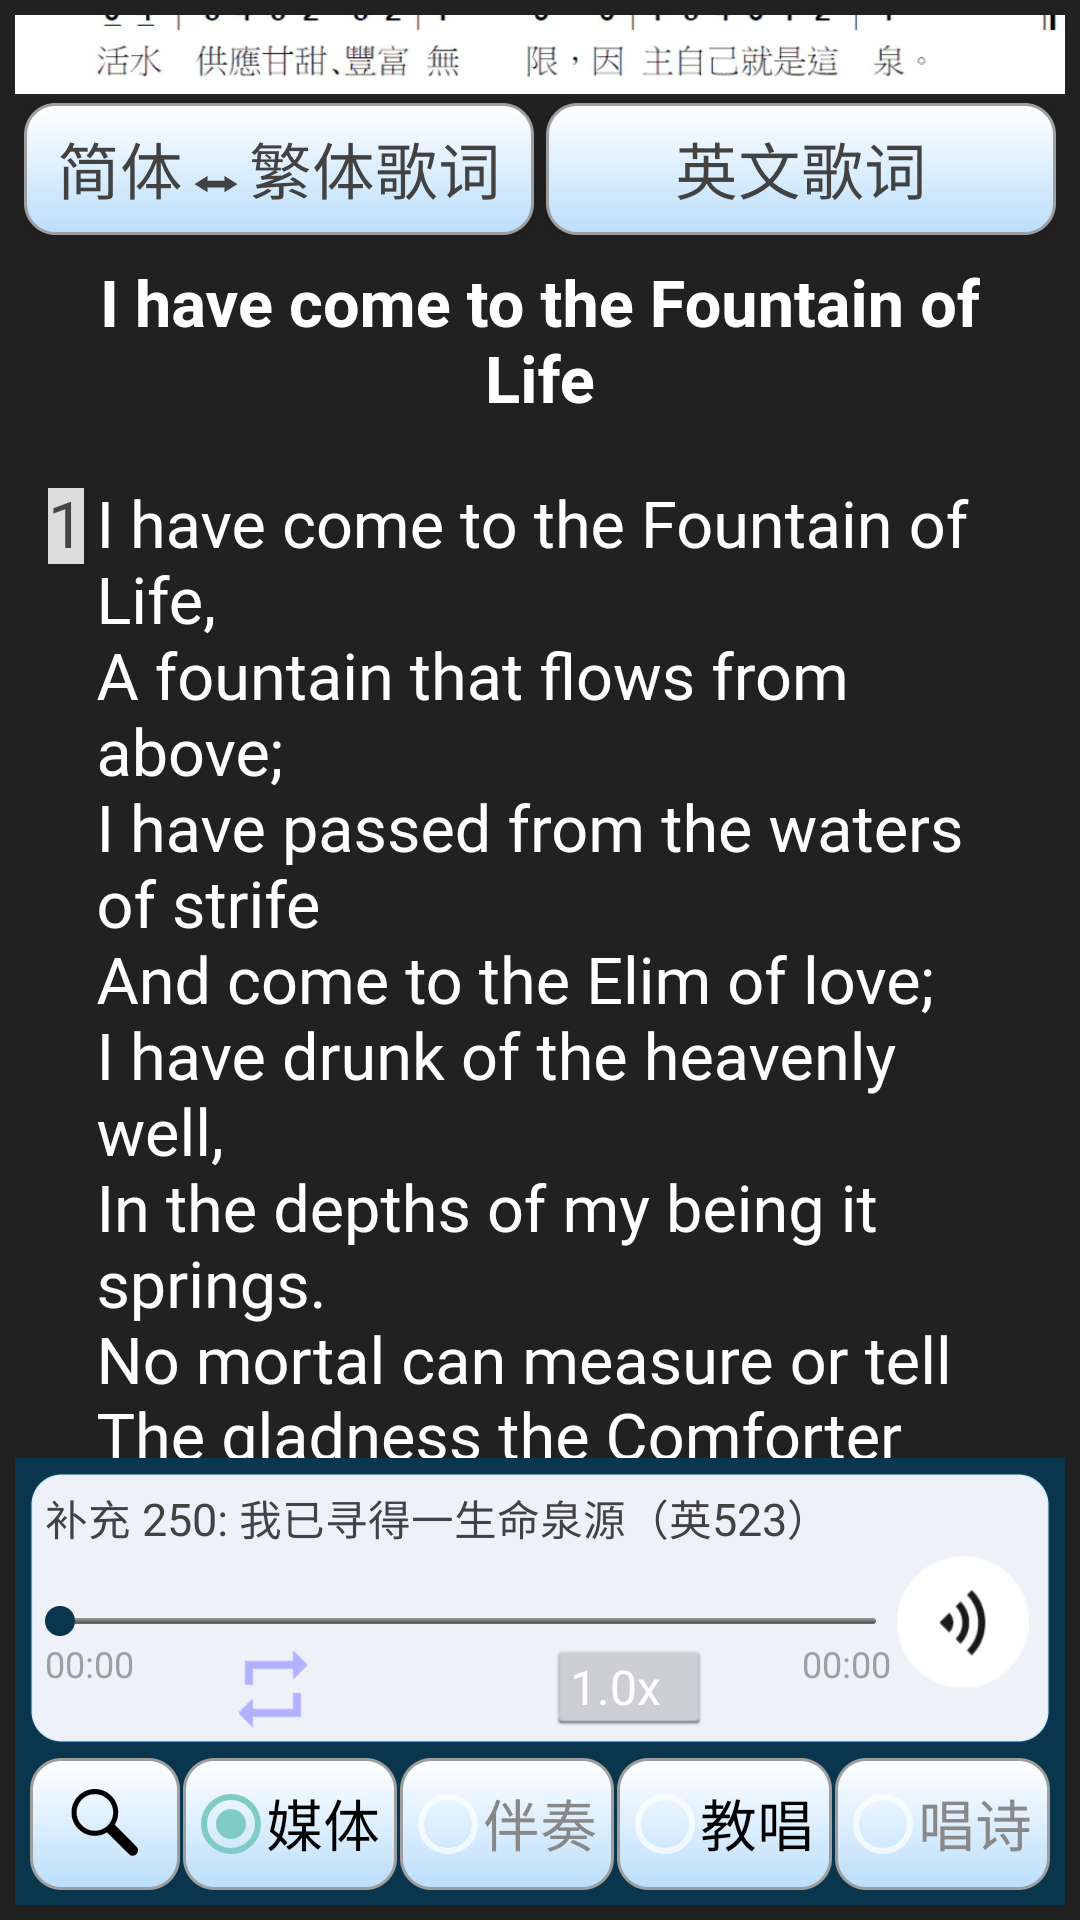 活水 供應甘甜、豐富 無 限，因 主自己就是這 泉。
简体↔繁体歌词 英文歌词
I have come to the Fountain of
Life
1 I have come to the Fountain of
Life,
A fountain that flows from
above;
I have passed from the waters
of strife
And come to the Elim of love;
I have drunk of the heavenly
well,
In the depths of my being it
springs.
No mortal can measure or tell
The gladness the Comforter
补充 250: 我已寻得一生命泉源（英523）
00:00 1.0x 00:00
媒体 伴奏 教唱 唱诗